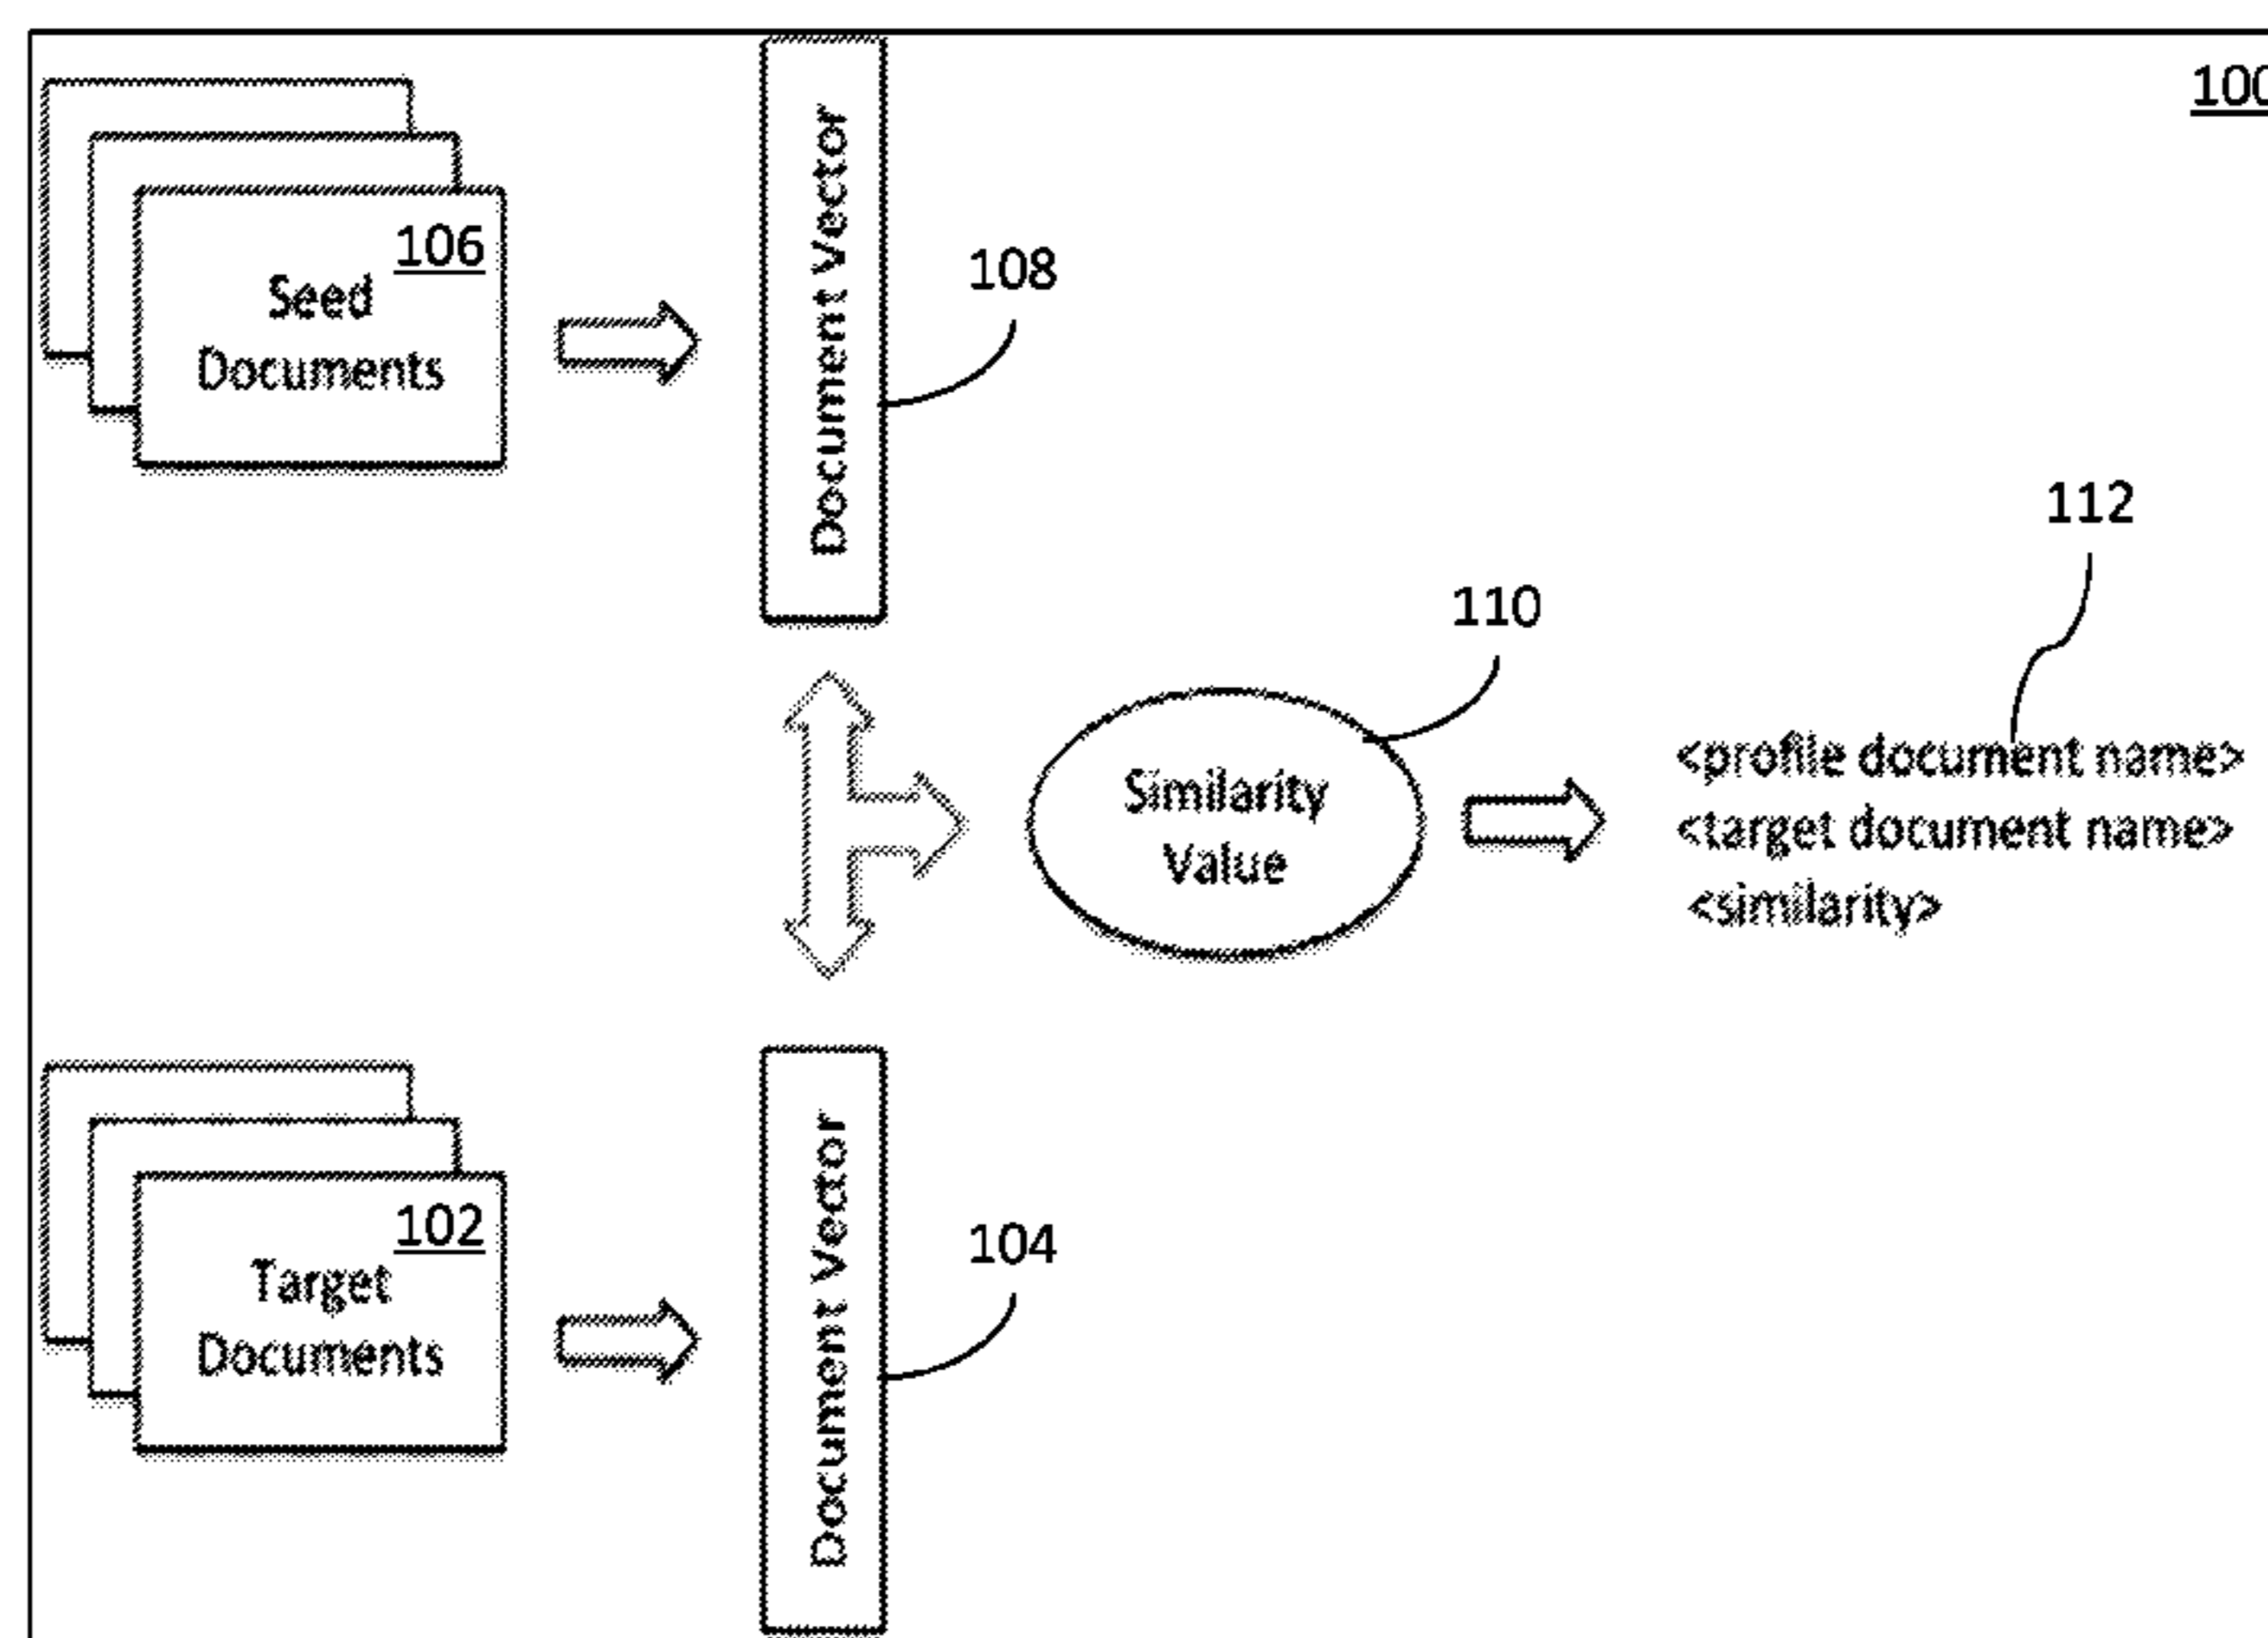 100
106
Seed
Documents
Document Vector
108
112
110
Similarity
Value
<profile document name>
<target document name>
<similarity>
102
Target
Documents
Document Vector
104